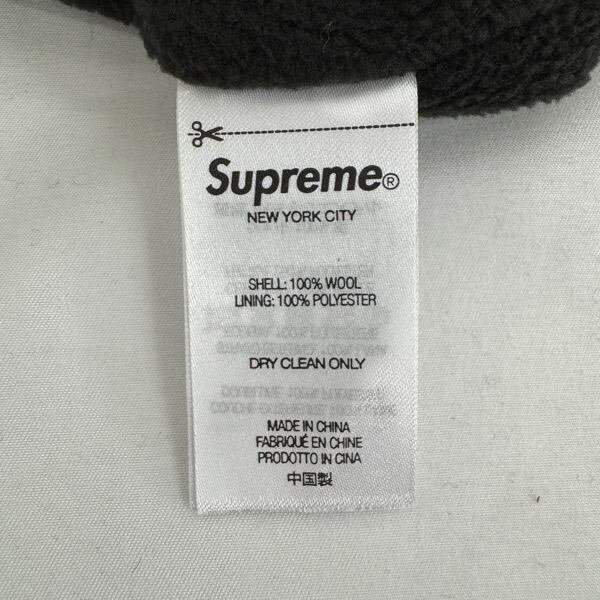 Supreme®
NEW YORK CITY
SHELL: 100% WOOL
LINING: 100% POLYESTER
DRY CLEAN ONLY
MADE IN CHINA
FABRIQUÉ EN CHINE
PRODOTTO IN CINA
中国製